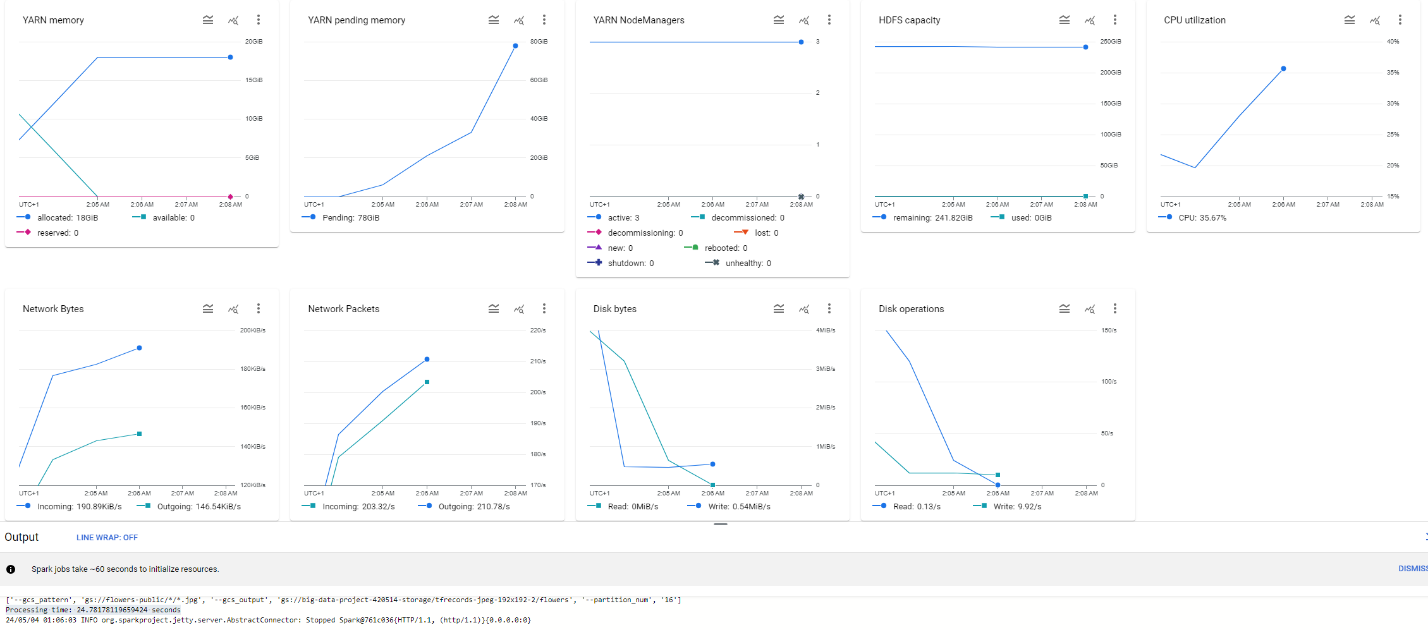 YARN memory
20GiB
15GiB
10GiB
5GiB
0
UTC+1 2:05 AM 2:06 AM 2:07 AM 2:08 AM
allocated: 18GiB available: 0
reserved: 0
YARN pending memory
80GiB
60GiB
40GiB
20GiB
0
UTC+1 2:05 AM 2:06 AM 2:07 AM 2:08 AM
Pending: 78GiB
YARN NodeManagers
3
2
1
0
UTC+1 2:05 AM 2:06 AM 2:07 AM 2:08 AM
active: 3 decommissioned: 0
decommissioning: 0 lost: 0
new: 0 rebooted: 0
shutdown: 0 unhealthy: 0
HDFS capacity
250GiB
200GiB
150GiB
100GiB
50GiB
0
UTC+1 2:05 AM 2:06 AM 2:07 AM 2:08 AM
remaining: 241.82GiB used: 0GiB
CPU utilization
40%
35%
30%
25%
20%
15%
UTC+1 2:05 AM 2:06 AM 2:07 AM 2:08 AM
CPU: 35.67%
Network Bytes
200KiB/s
180KiB/s
160KiB/s
140KiB/s
120KiB/s
UTC+1 2:05 AM 2:06 AM 2:07 AM 2:08 AM
Incoming: 190.89KiB/s Outgoing: 146.54KiB/s
Network Packets
220/s
210/s
200/s
190/s
180/s
170/s
UTC+1 2:05 AM 2:06 AM 2:07 AM 2:08 AM
Incoming: 203.32/s Outgoing: 210.78/s
Disk bytes
4MiB/s
3MiB/s
2MiB/s
1MiB/s
0
UTC+1 2:05 AM 2:06 AM 2:07 AM 2:08 AM
Read: 0MiB/s Write: 0.54MiB/s
Disk operations
150/s
100/s
50/s
0
UTC+1 2:05 AM 2:06 AM 2:07 AM 2:08 AM
Read: 0.13/s Write: 9.92/s
Output LINE WRAP: OFF
Spark jobs take ~60 seconds to initialize resources. DISMISS
['--gcs_pattern', 'gs://flowers-public/*/*.jpg', '--gcs_output', 'gs://big-data-project-420514-storage/tfrecords-jpeg-192x192-2/flowers', '--partition_num', '16']
Processing time: 24.78178119659424 seconds
24/05/04 01:06:03 INFO org.sparkproject.jetty.server.AbstractConnector: Stopped Spark@761c036{HTTP/1.1, (http/1.1)}{0.0.0.0:0}